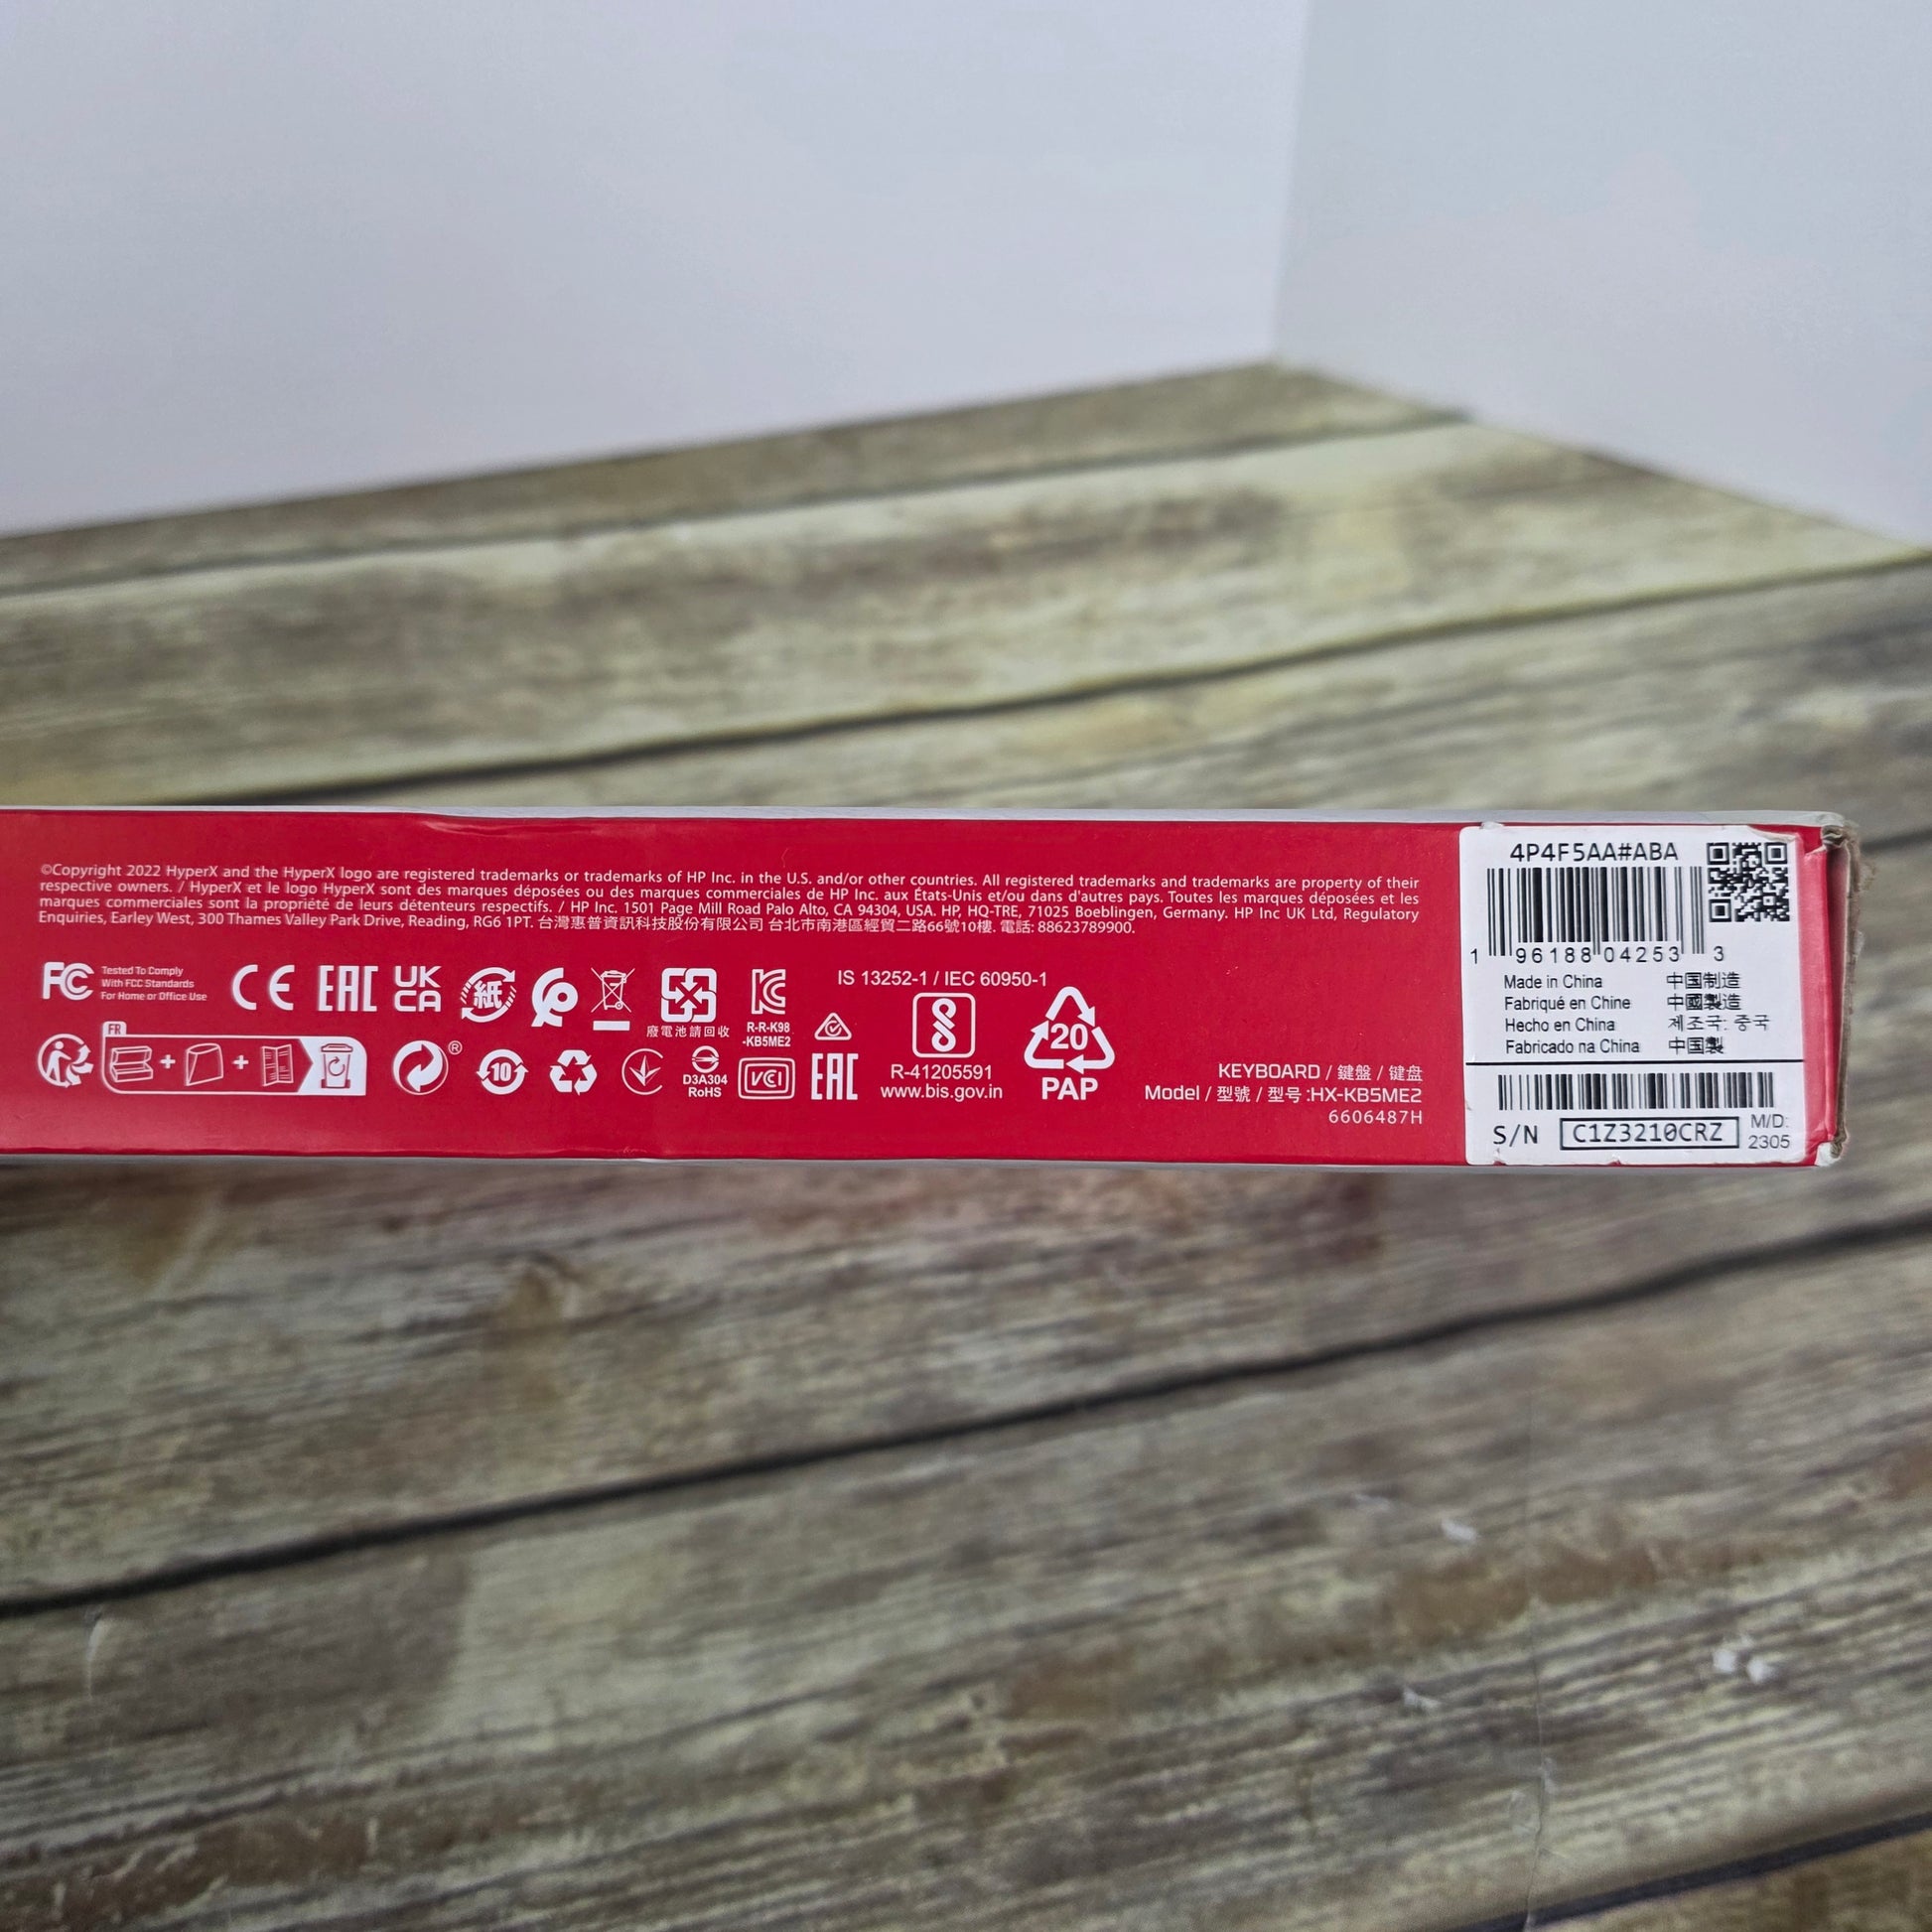 ©Copyright 2022 HyperX and the HyperX logo are registered trademarks or trademarks of HP Inc. in the U.S. and/or other countries. All registered trademarks and trademarks are property of their
respective owners. / HyperX et le logo HyperX sont des marques déposées ou des marques commerciales de HP Inc. aux États-Unis et/ou dans d'autres pays. Toutes les marques déposées et les
marques commerciales sont la propriété de leurs détenteurs respectifs. / HP Inc. 1501 Page Mill Road Palo Alto, CA 94304, USA. HP, HQ-TRE, 71025 Boeblingen, Germany. HP Inc UK Ltd, Regulatory
Enquiries, Earley West, 300 Thames Valley Park Drive, Reading, RG6 1PT. 台灣惠普資訊科技股份有限公司 台北市南港區經貿二路66號10樓. 電話: 88623789900.
FC
Tested To Comply
With FCC Standards
For Home or Office Use
CE
EAC
UK
CA
紙
廢電池請回收
R-R-K98
-KB5ME2
IS 13252-1 / IEC 60950-1
R-41205591
www.bis.gov.in
20
PAP
FR
®
10
D3A304
RoHS
VCI
EAC
KEYBOARD / 鍵盤 / 键盘
Model / 型號 / 型号 :HX-KB5ME2
6606487H
4P4F5AA#ABA
1 96188 04253 3
Made in China 中国制造
Fabriqué en Chine 中國製造
Hecho en China 제조국: 중국
Fabricado na China 中国製
S/N C1Z3210CRZ
M/D:
2305